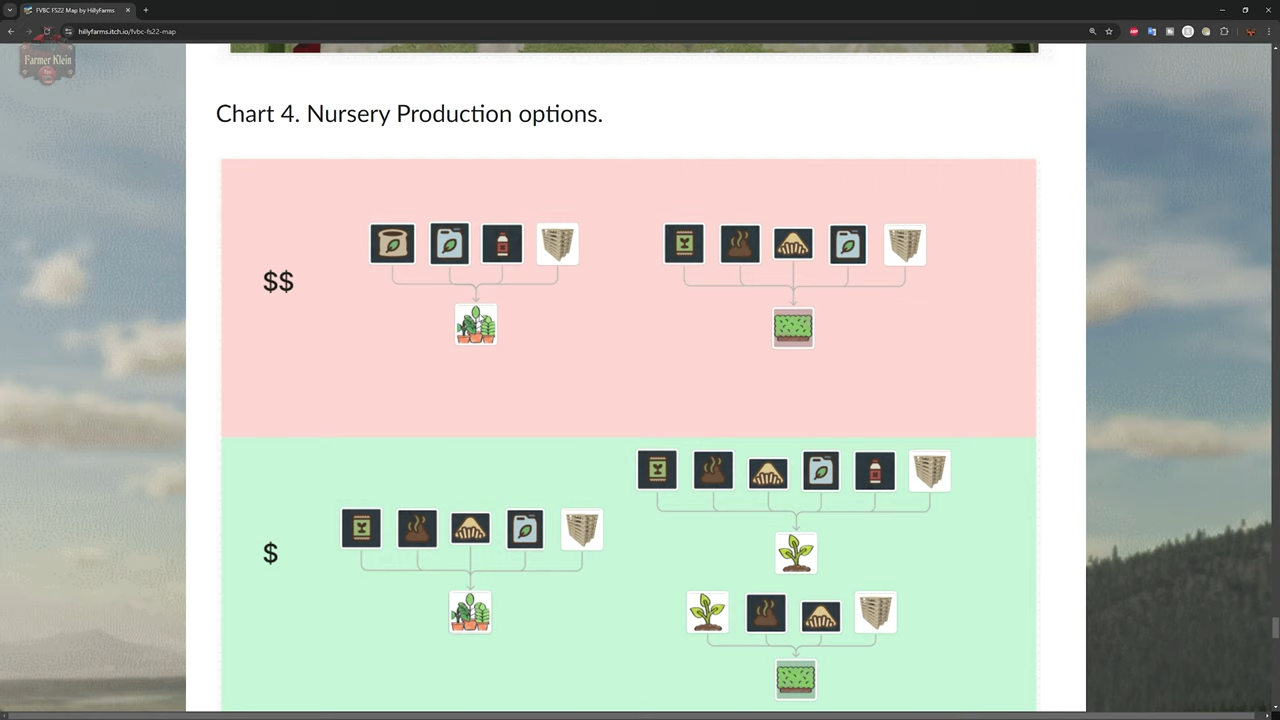 FVBC FS22 Map by HillyFarms
hillyfarms.itch.io/fvbc-fs22-map
Farmer Klein
Chart 4. Nursery Production options.
$$
$